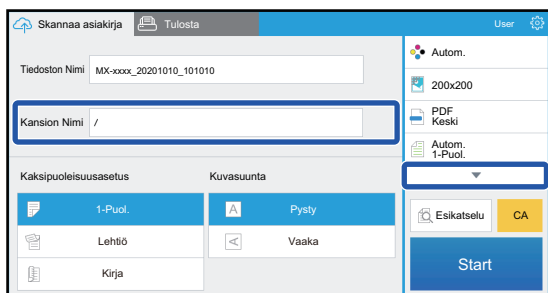 Skannaa asiakirja
Tulosta
User
Tiedoston Nimi
MX-xxxx_20201010_101010
Kansion Nimi
/
Kaksipuoleisuusasetus
Kuvasuunta
1-Puol.
Lehtiö
Kirja
A
Pysty
A
Vaaka
Autom.
200x200
PDF
Keski
Autom.
1-Puol.
Esikatselu
CA
Start